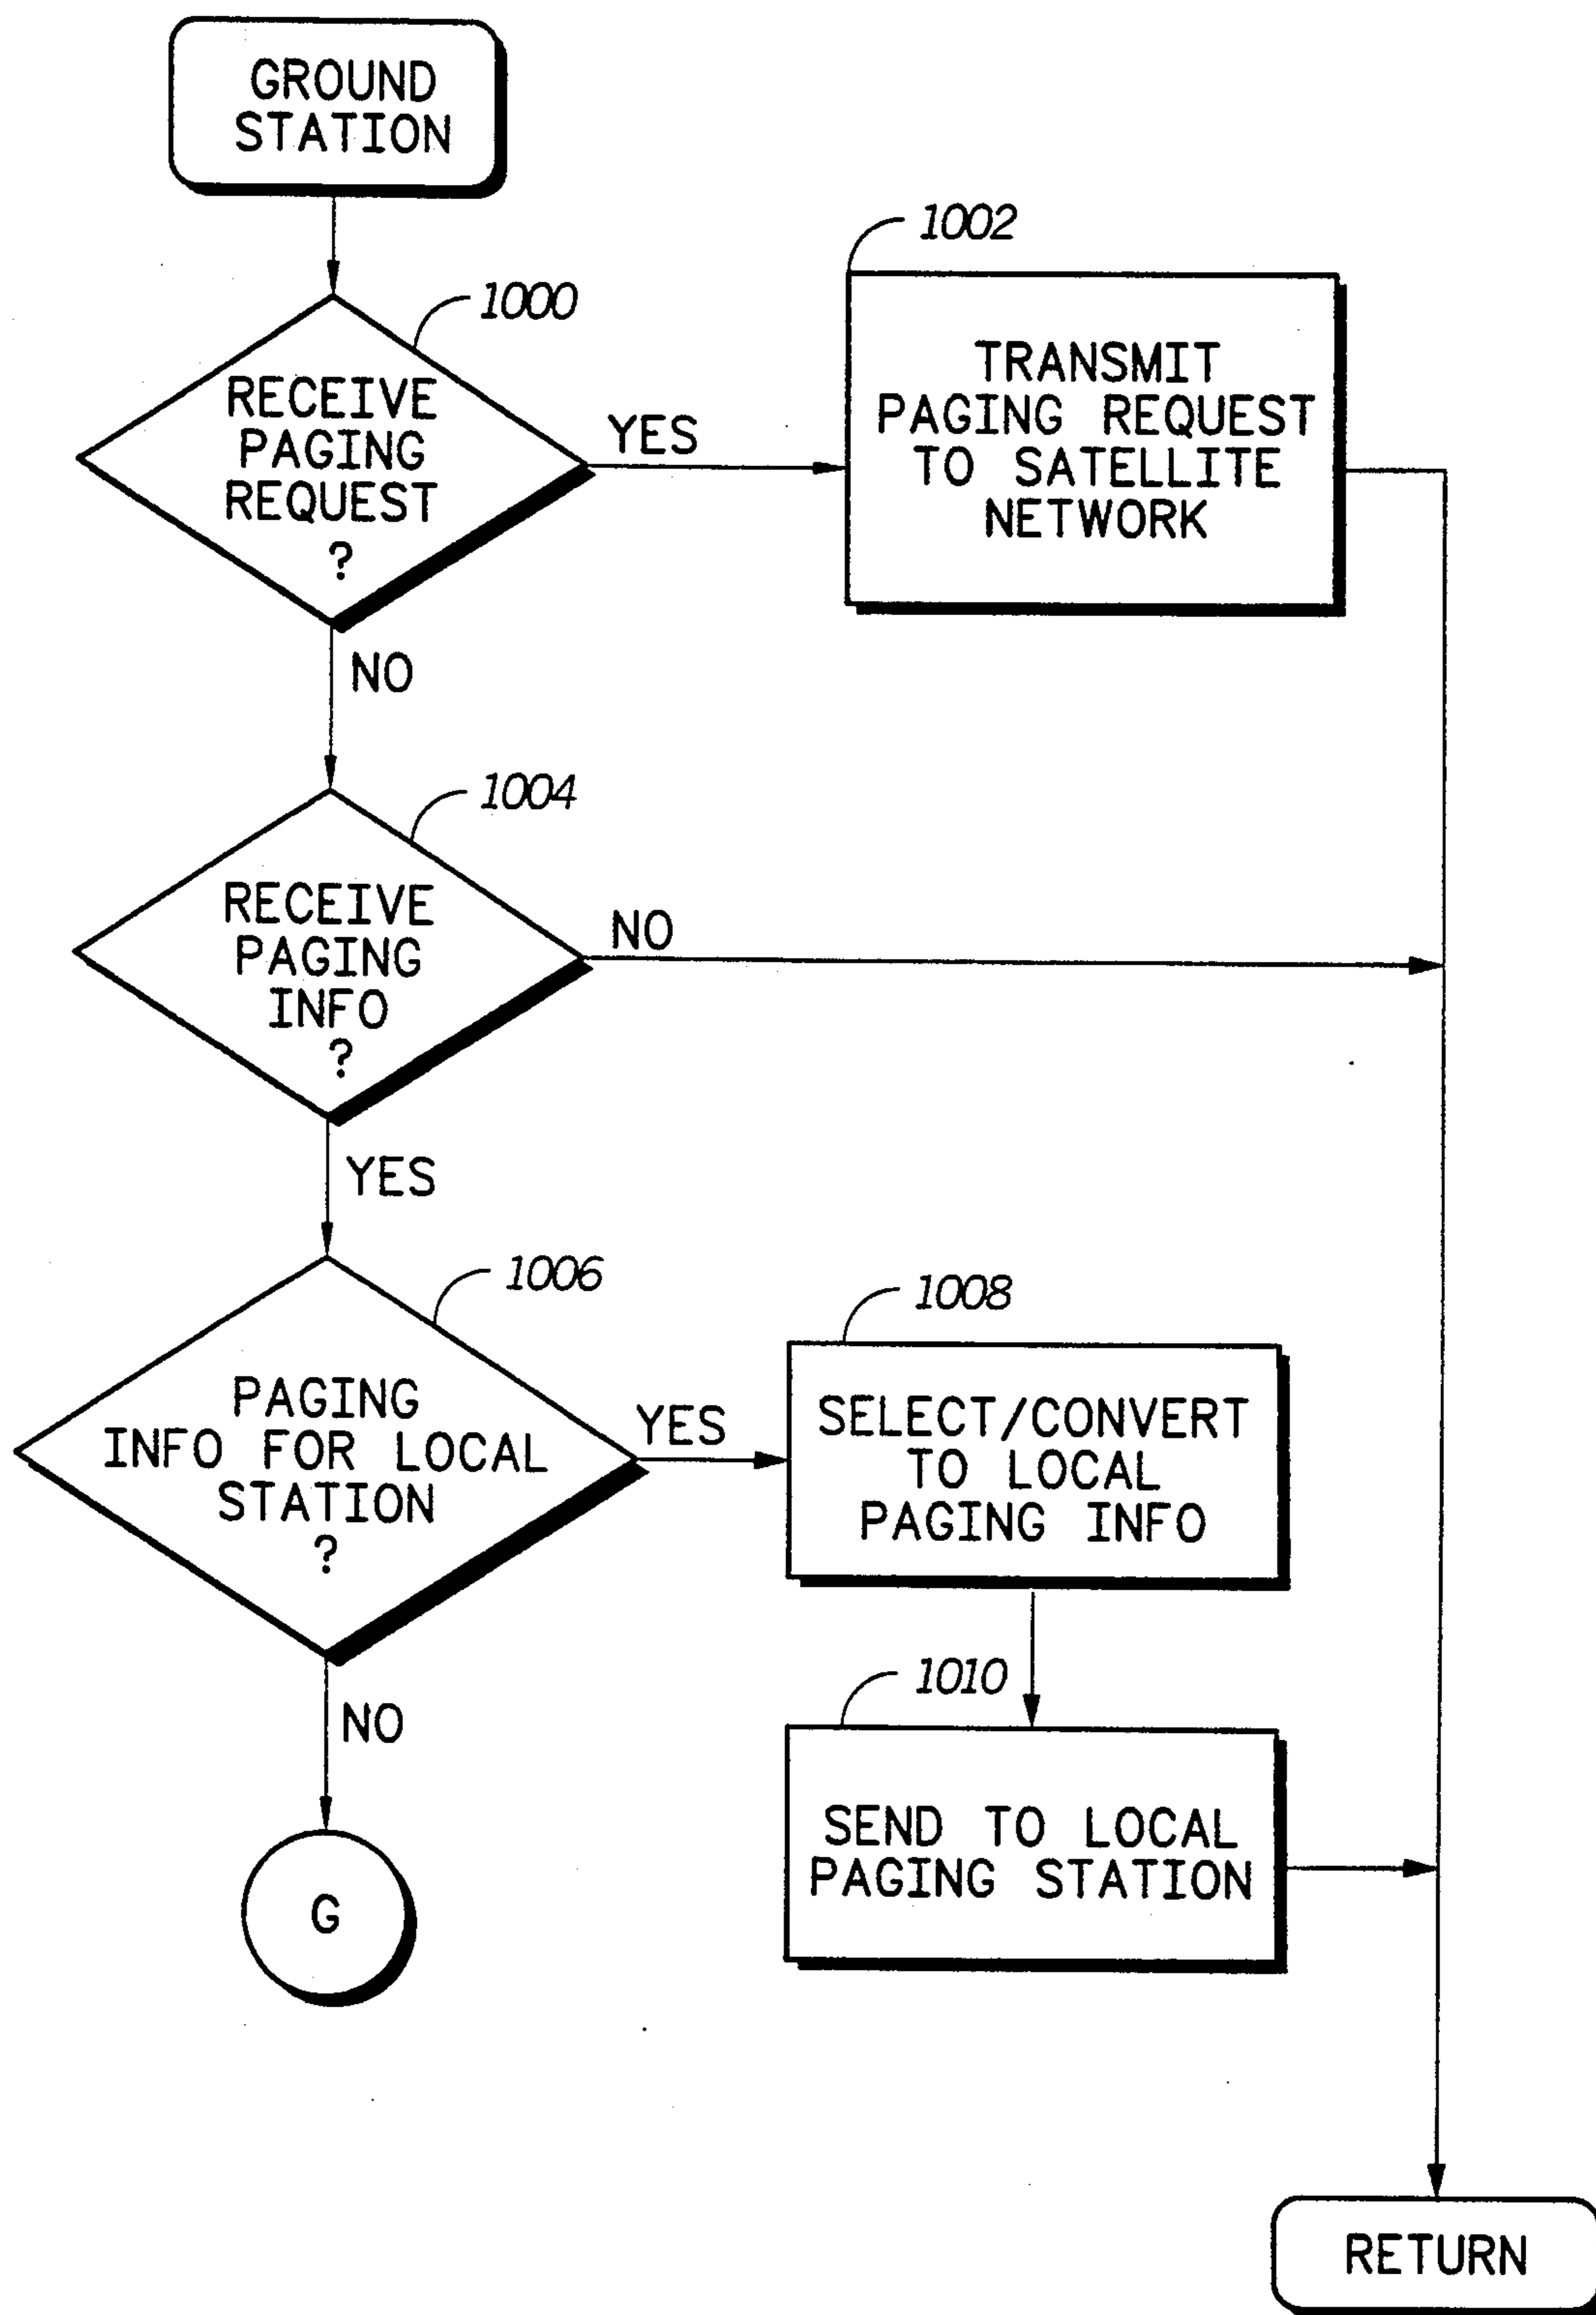 GROUND
STATION
1000
RECEIVE
PAGING
REQUEST
?
YES
1002
TRANSMIT
PAGING REQUEST
TO SATELLITE
NETWORK
NO
1004
RECEIVE
PAGING
INFO
?
NO
YES
1006
PAGING
INFO FOR LOCAL
STATION
?
YES
1008
SELECT/CONVERT
TO LOCAL
PAGING INFO
NO
1010
SEND TO LOCAL
PAGING STATION
G
RETURN